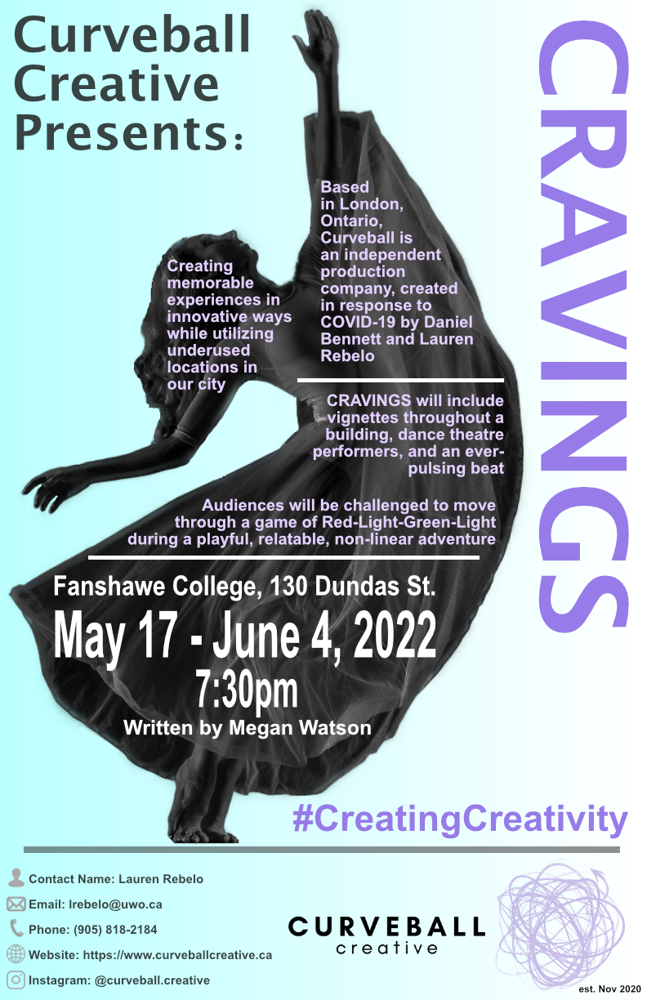 Curveball
Creative
Presents:
CRAVINGS
Based
in London,
Ontario,
Curveball is
an independent
production
company, created
in response to
COVID-19 by Daniel
Bennett and Lauren
Rebelo
Creating
memorable
experiences in
innovative ways
while utilizing
underused
locations in
our city
CRAVINGS will include
vignettes throughout a
building, dance theatre
performers, and an ever-
pulsing beat
Audiences will be challenged to move
through a game of Red-Light-Green-Light
during a playful, relatable, non-linear adventure
Fanshawe College, 130 Dundas St.
May 17 - June 4, 2022
7:30pm
Written by Megan Watson
#CreatingCreativity
Contact Name: Lauren Rebelo
Email: lrebelo@uwo.ca
Phone: (905) 818-2184
Website: https://www.curveballcreative.ca
Instagram: @curveball.creative
CURVEBALL
creative
est. Nov 2020